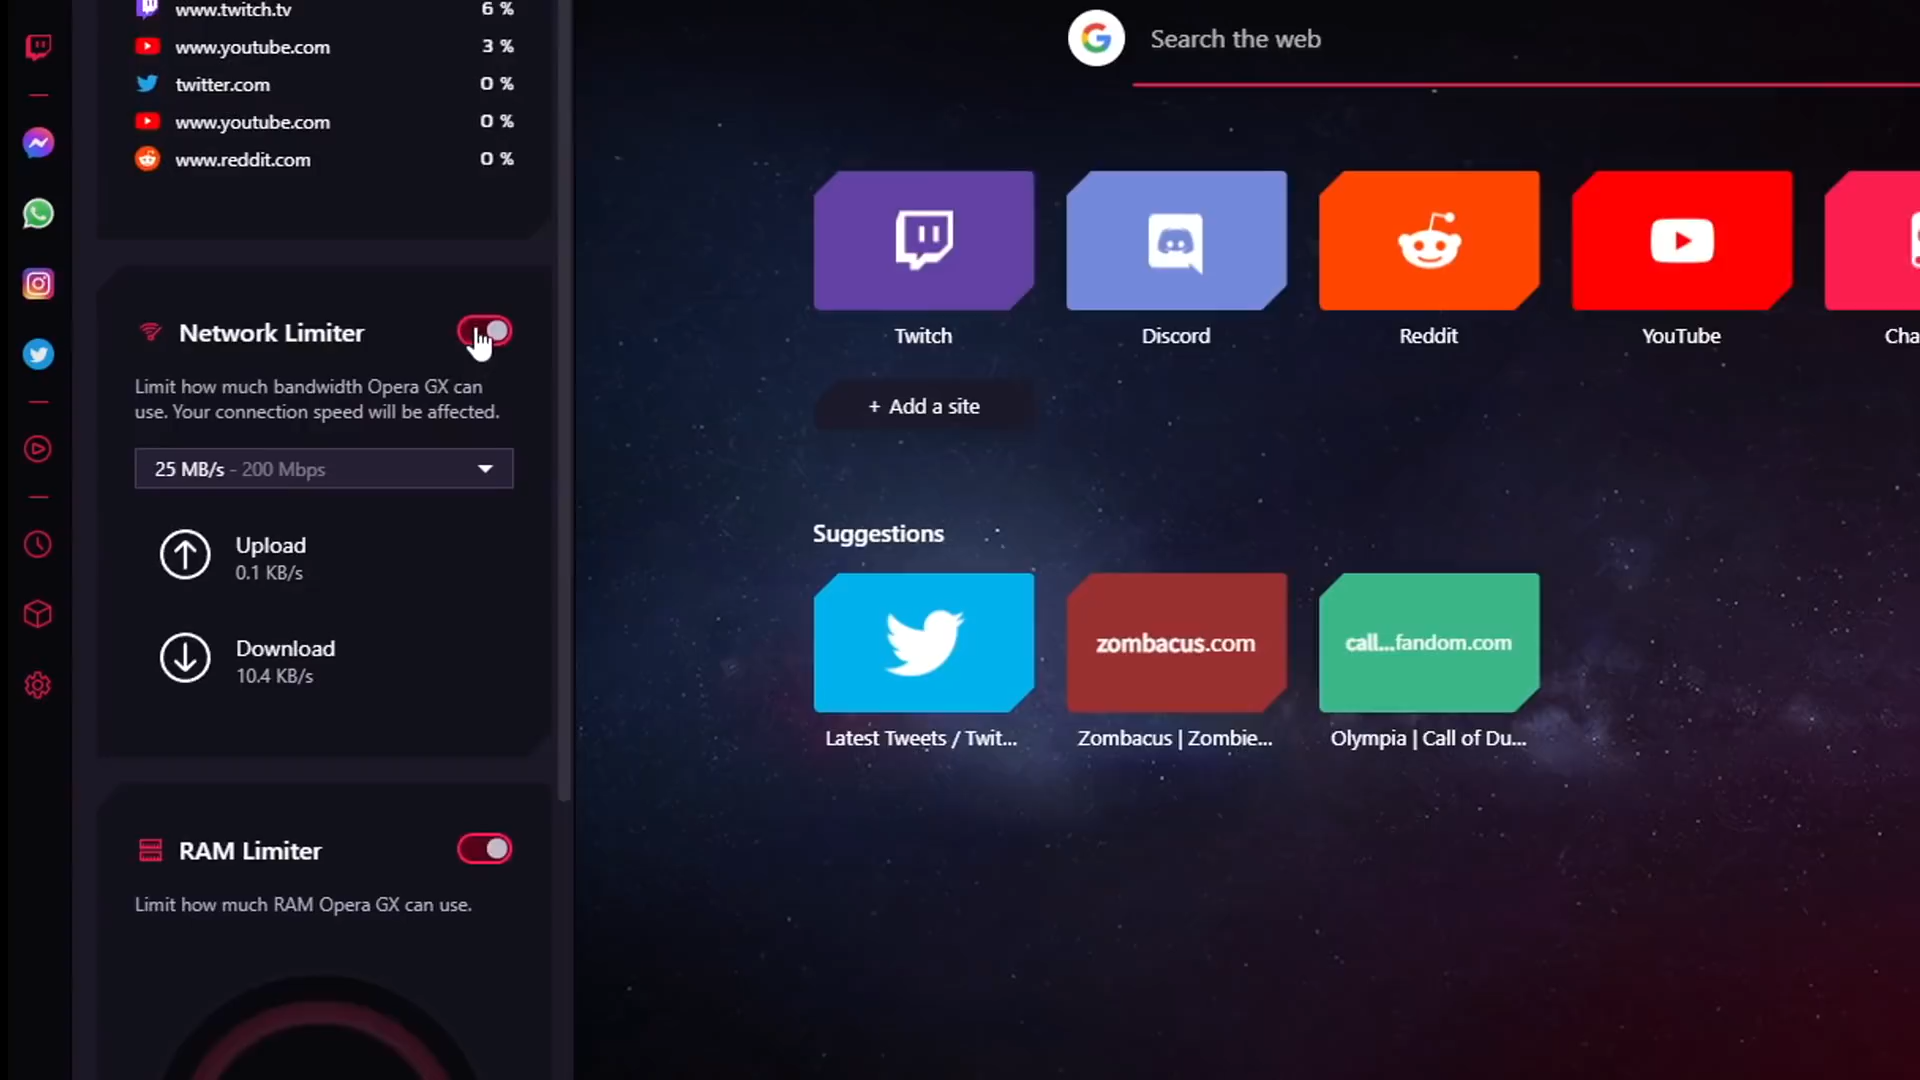 www.twitch.tv 6 %
www.youtube.com 3 %
twitter.com 0 %
www.youtube.com 0 %
www.reddit.com 0 %
Network Limiter
Limit how much bandwidth Opera GX can
use. Your connection speed will be affected.
25 MB/s - 200 Mbps
Upload
0.1 KB/s
Download
10.4 KB/s
RAM Limiter
Limit how much RAM Opera GX can use.
Search the web
Twitch
Discord
Reddit
YouTube
Cha
+ Add a site
Suggestions
zombacus.com
call...fandom.com
Latest Tweets / Twit...
Zombacus | Zombie...
Olympia | Call of Du...